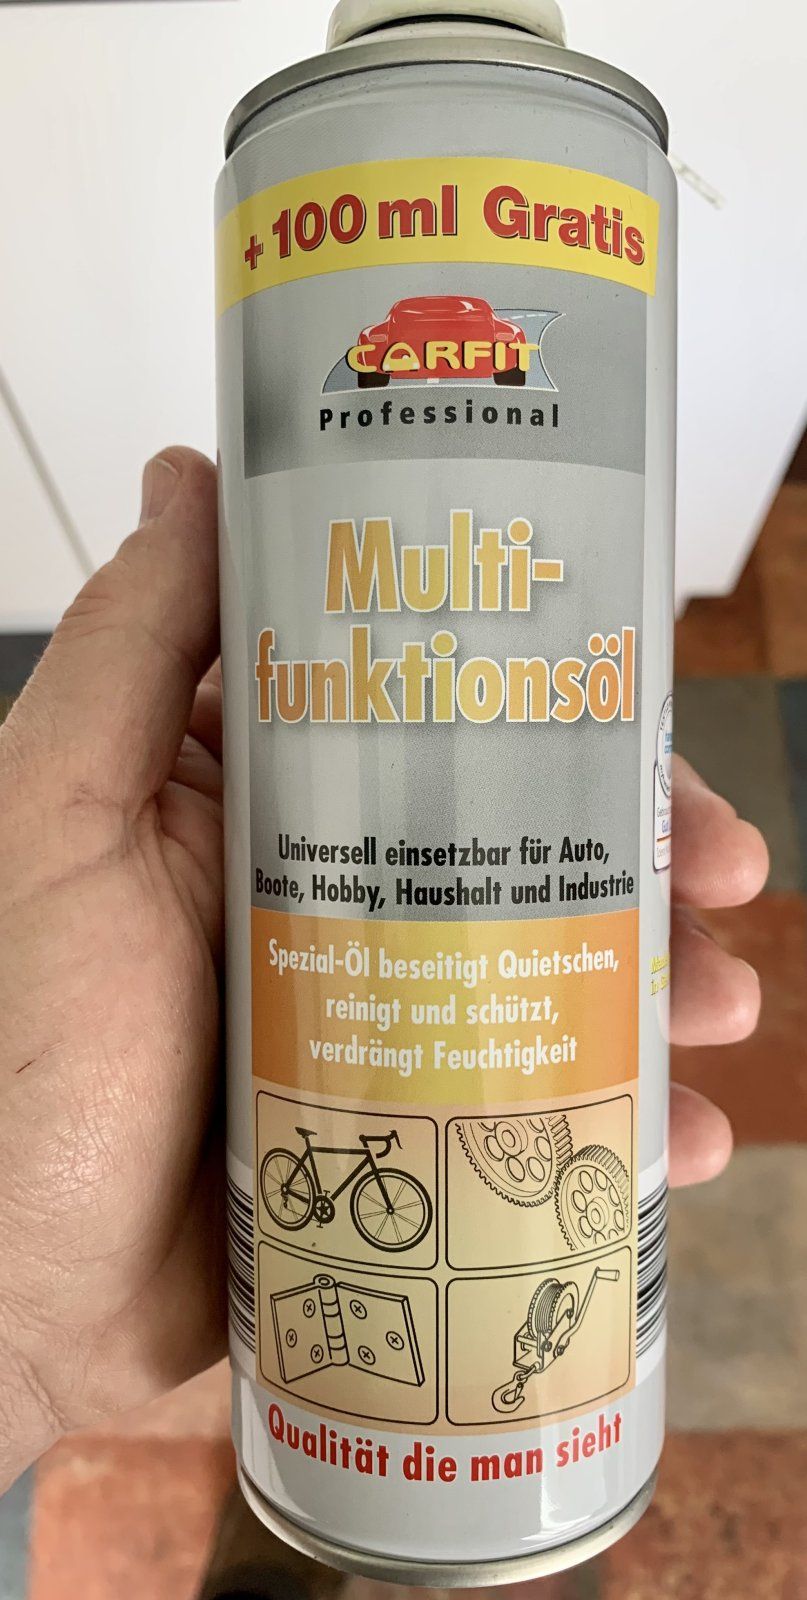 + 100 ml Gratis
CARFIT
Professional
Multi-
funktionsöl
Universell einsetzbar für Auto,
Boote, Hobby, Haushalt und Industrie
Spezial-Öl beseitigt Quietschen,
reinigt und schützt,
verdrängt Feuchtigkeit
Qualität die man sieht